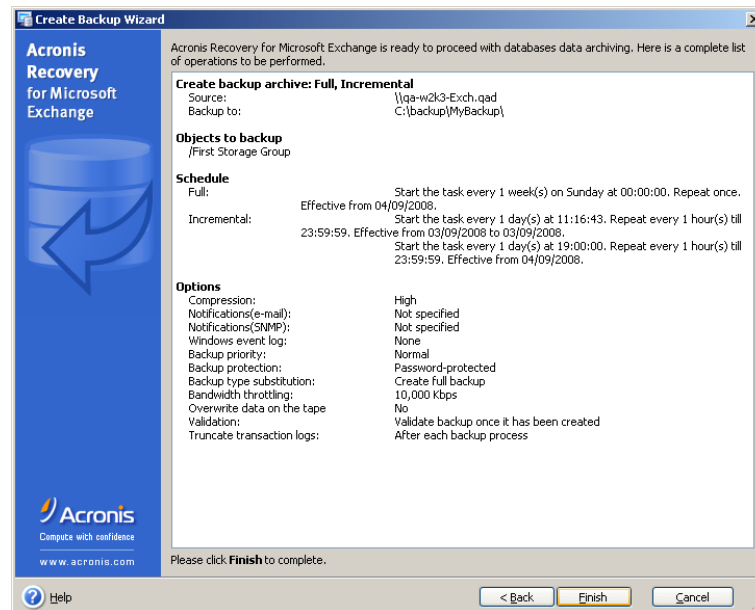 Create Backup Wizard
Acronis
Recovery
for Microsoft
Exchange
Acronis Recovery for Microsoft Exchange is ready to proceed with databases data archiving. Here is a complete list
of operations to be performed.
Create backup archive: Full, Incremental
Source: \\qa-w2k3-Exch.qad
Backup to: C:\backup\MyBackup\
Objects to backup
/First Storage Group
Schedule
Full: Start the task every 1 week(s) on Sunday at 00:00:00. Repeat once.
Effective from 04/09/2008.
Incremental: Start the task every 1 day(s) at 11:16:43. Repeat every 1 hour(s) till
23:59:59. Effective from 03/09/2008 to 03/09/2008.
Start the task every 1 day(s) at 19:00:00. Repeat every 1 hour(s) till
23:59:59. Effective from 04/09/2008.
Options
Compression: High
Notifications(e-mail): Not specified
Notifications(SNMP): Not specified
Windows event log: None
Backup priority: Normal
Backup protection: Password-protected
Backup type substitution: Create full backup
Bandwidth throttling: 10,000 Kbps
Overwrite data on the tape No
Validation: Validate backup once it has been created
Truncate transaction logs: After each backup process
Acronis
Compute with confidence
www.acronis.com
Please click Finish to complete.
Help
< Back
Finish
Cancel